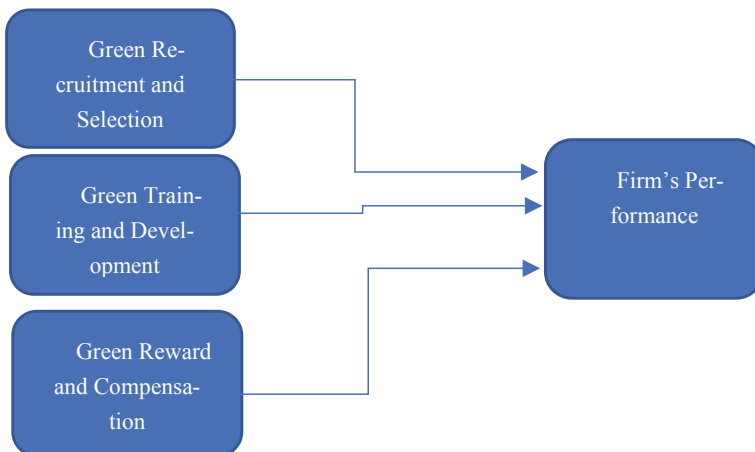 Green Re-
cruitment and
Selection
Green Train-
ing and Devel-
opment
Green Reward
and Compensa-
tion
Firm’s Per-
formance